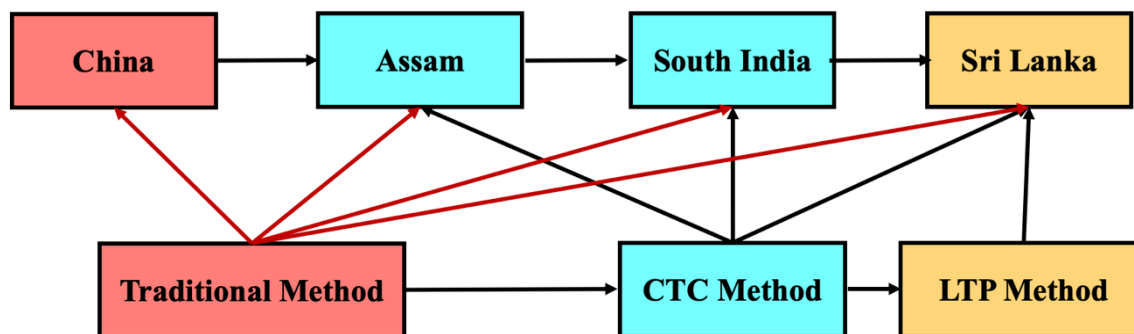 China
Assam
South India
Sri Lanka
Traditional Method
CTC Method
LTP Method